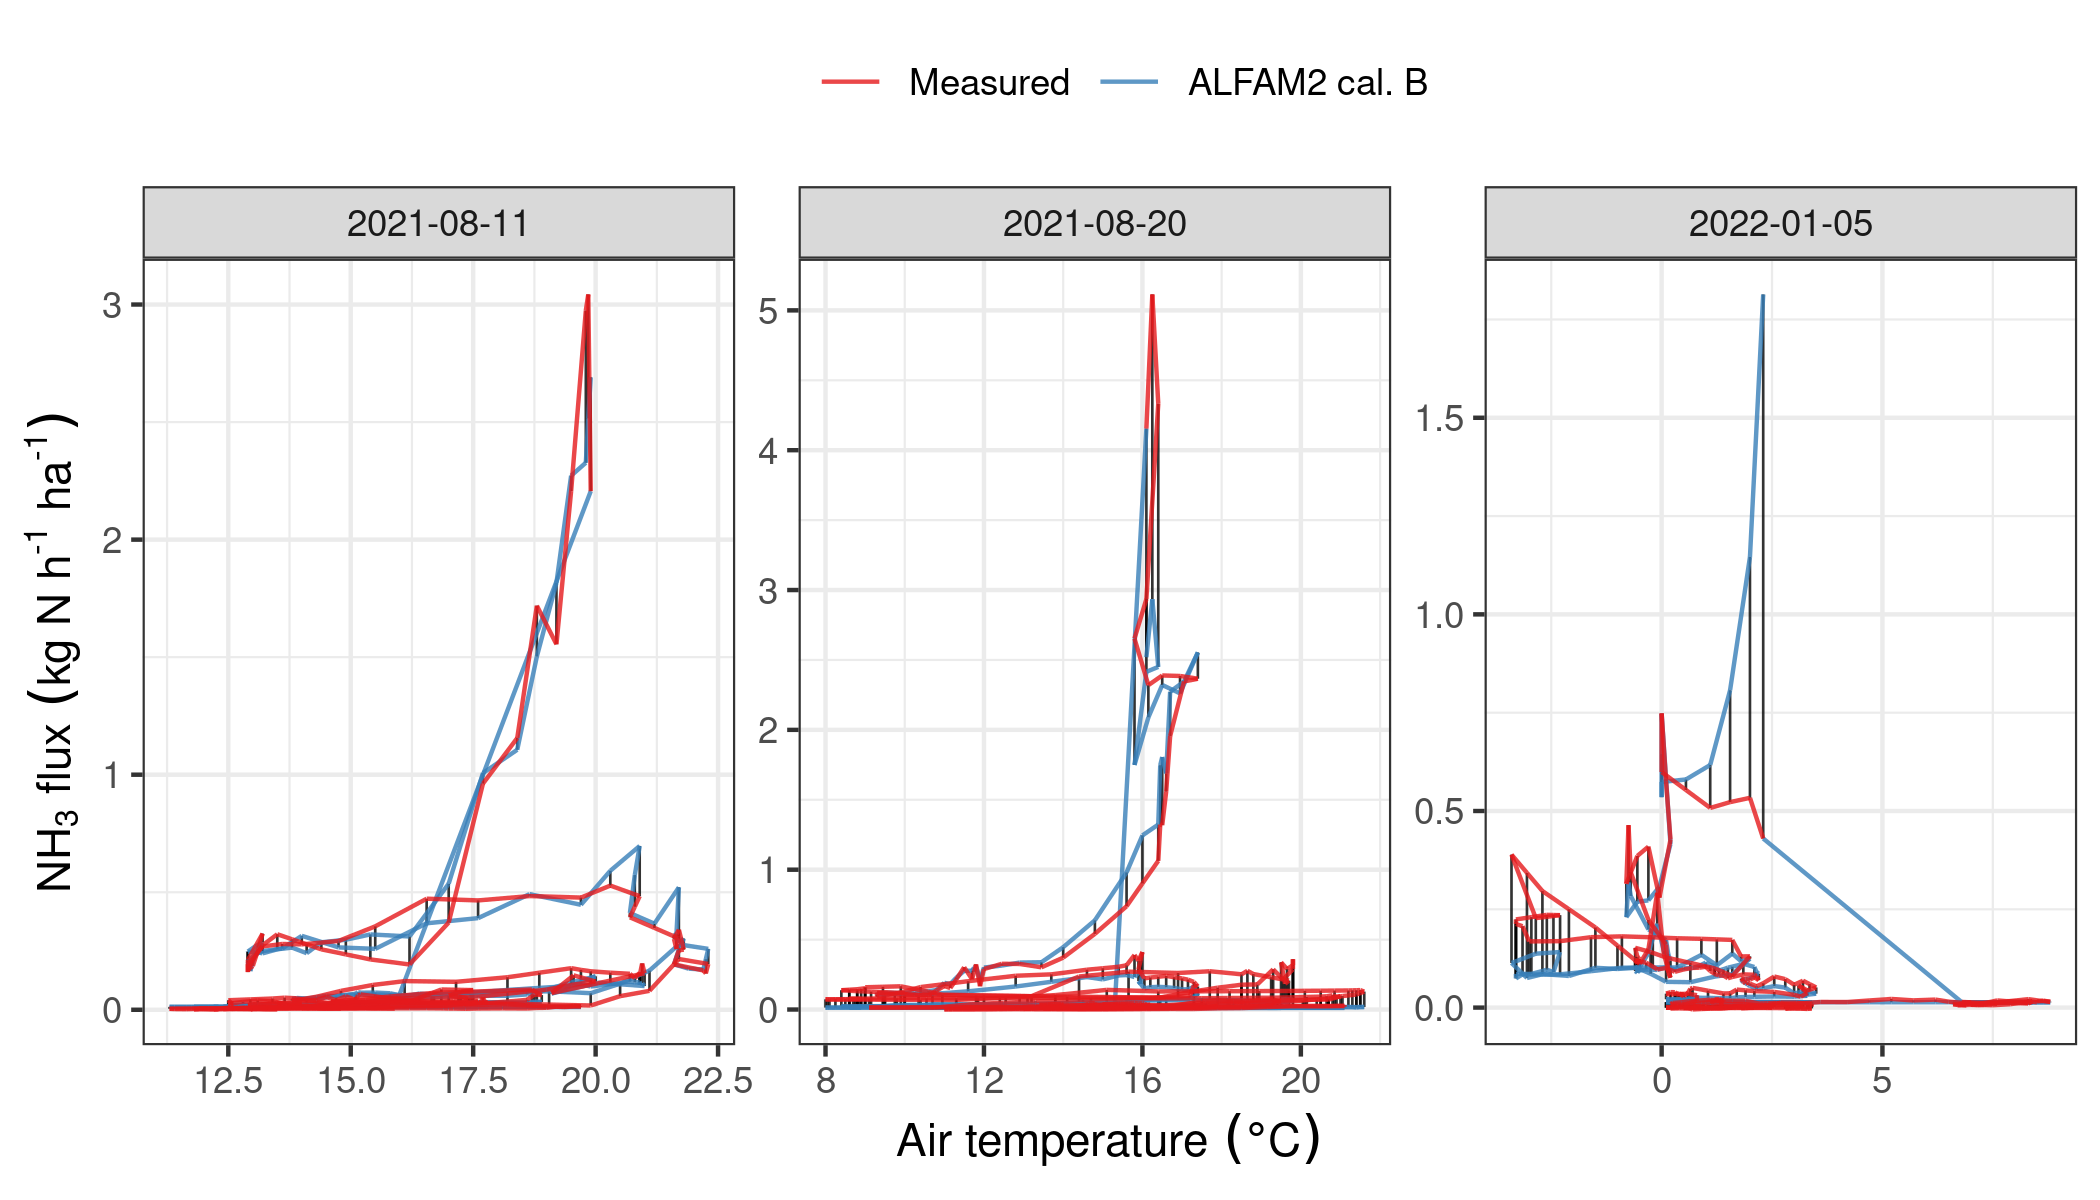 Measured ALFAM2 cal. B
2021-08-11 2021-08-20 2022-01-05
NH₃ flux (kg N h⁻¹ ha⁻¹)
3
2
1
0
5
4
3
2
1
0
1.5
1.0
0.5
0.0
12.5 15.0 17.5 20.0 22.5
8 12 16 20
0 5
Air temperature (°C)